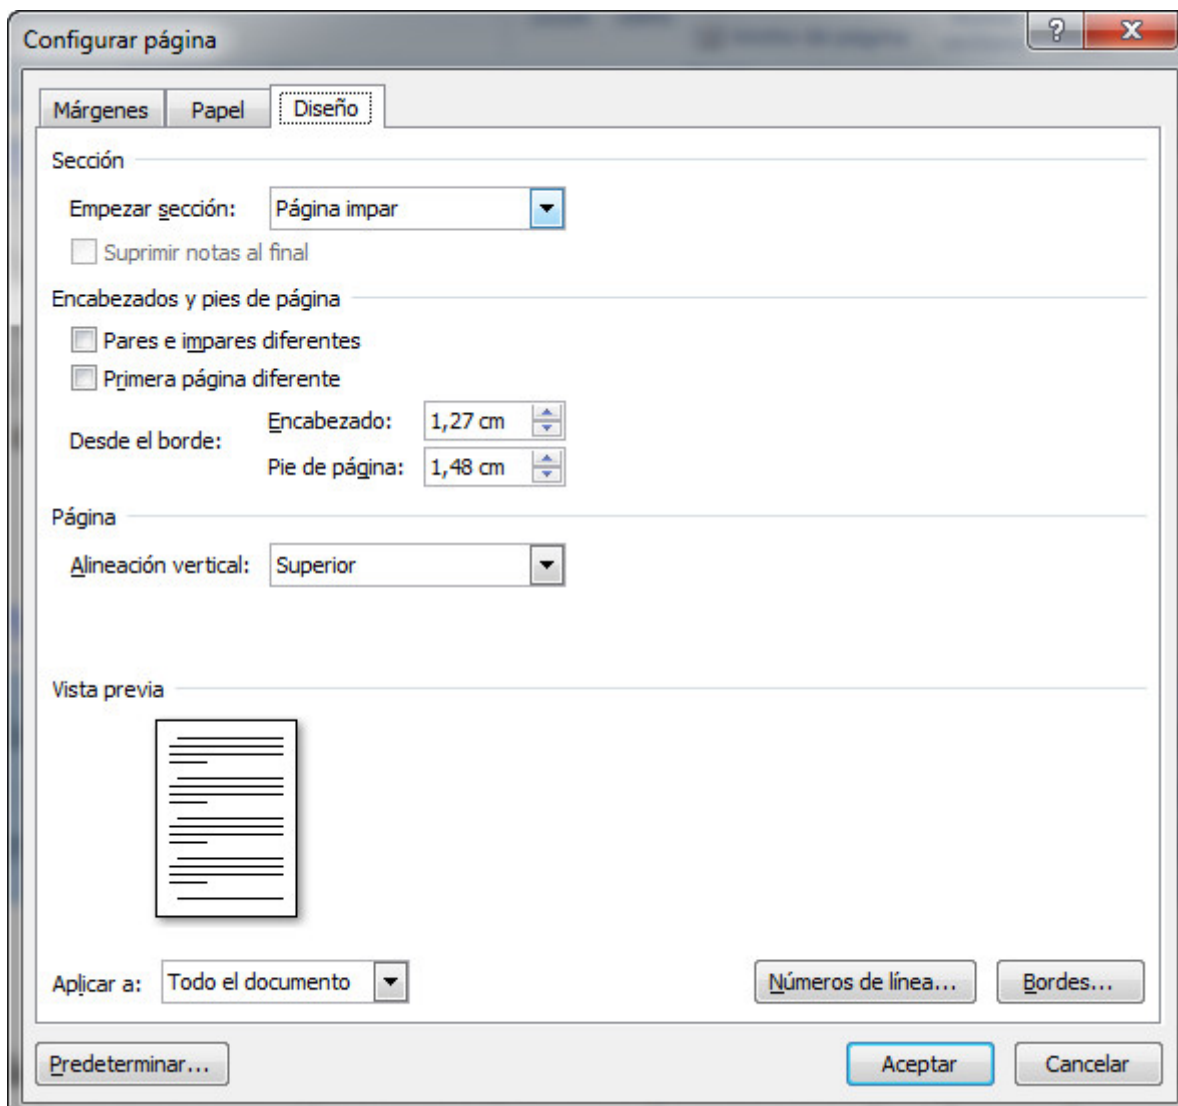 Configurar página
?
X
Márgenes Papel Diseño
Sección
Empezar sección: Página impar
Suprimir notas al final
Encabezados y pies de página
Pares e impares diferentes
Primera página diferente
Encabezado: 1,27 cm
Desde el borde:
Pie de página: 1,48 cm
Página
Alineación vertical: Superior
Vista previa
Aplicar a: Todo el documento Números de línea... Bordes...
Predeterminar... Aceptar Cancelar